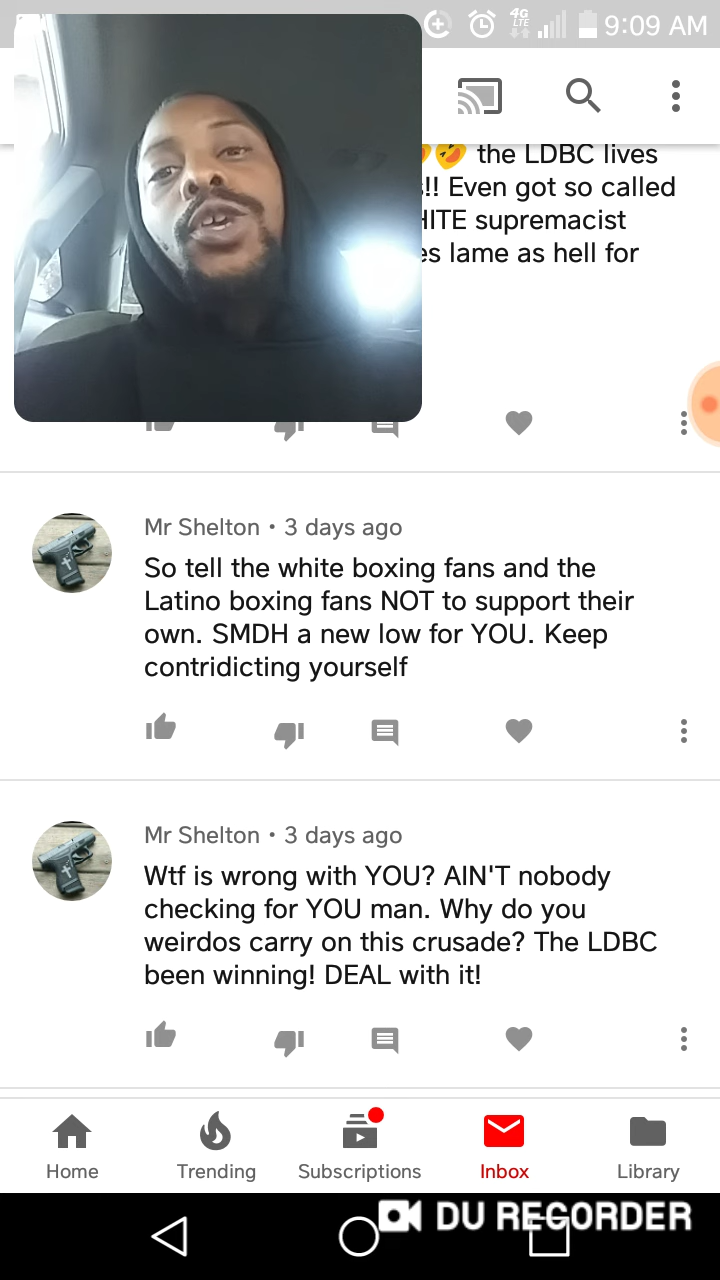 4G
LTE
9:09 AM
🤣 the LDBC lives
!! Even got so called
HITE supremacist
es lame as hell for
Mr Shelton • 3 days ago
So tell the white boxing fans and the
Latino boxing fans NOT to support their
own. SMDH a new low for YOU. Keep
contridicting yourself
Mr Shelton • 3 days ago
Wtf is wrong with YOU? AIN'T nobody
checking for YOU man. Why do you
weirdos carry on this crusade? The LDBC
been winning! DEAL with it!
Home
Trending
Subscriptions
Inbox
Library
DU RECORDER